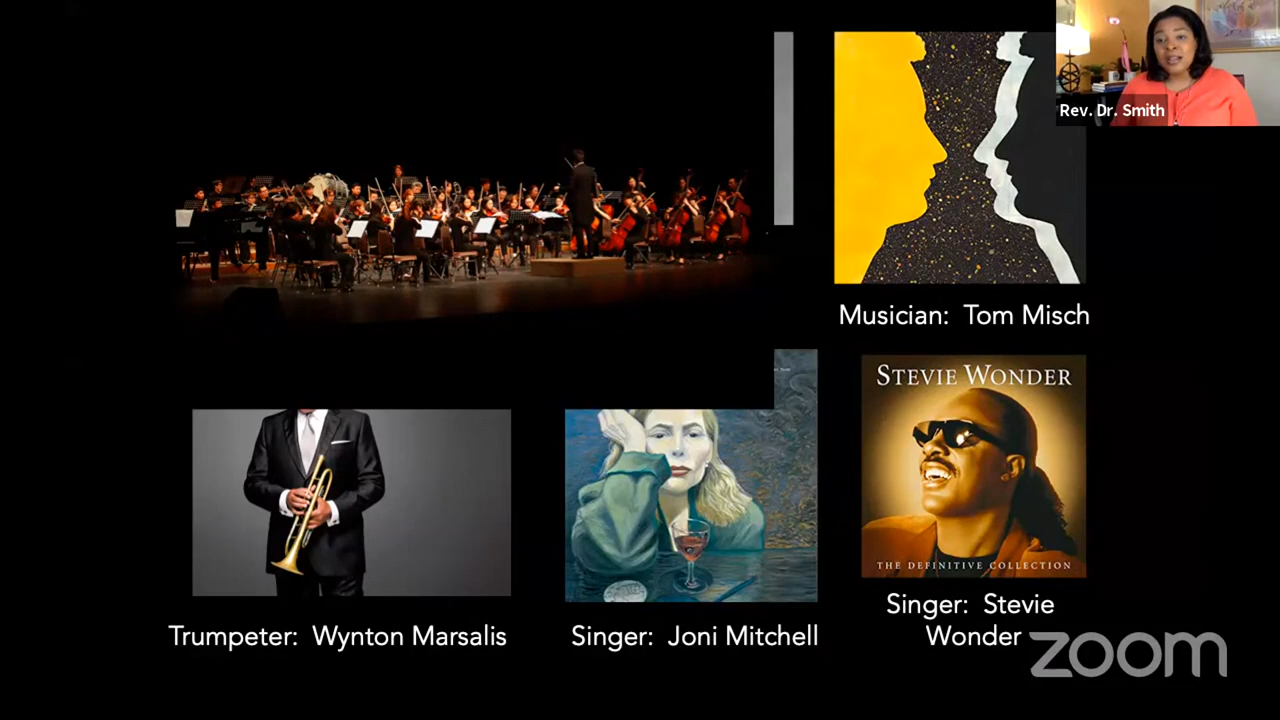 Rev. Dr. Smith
Musician: Tom Misch
STEVIE WONDER
THE DEFINITIVE COLLECTION
Trumpeter: Wynton Marsalis
Singer: Joni Mitchell
Singer: Stevie
Wonder
zoom